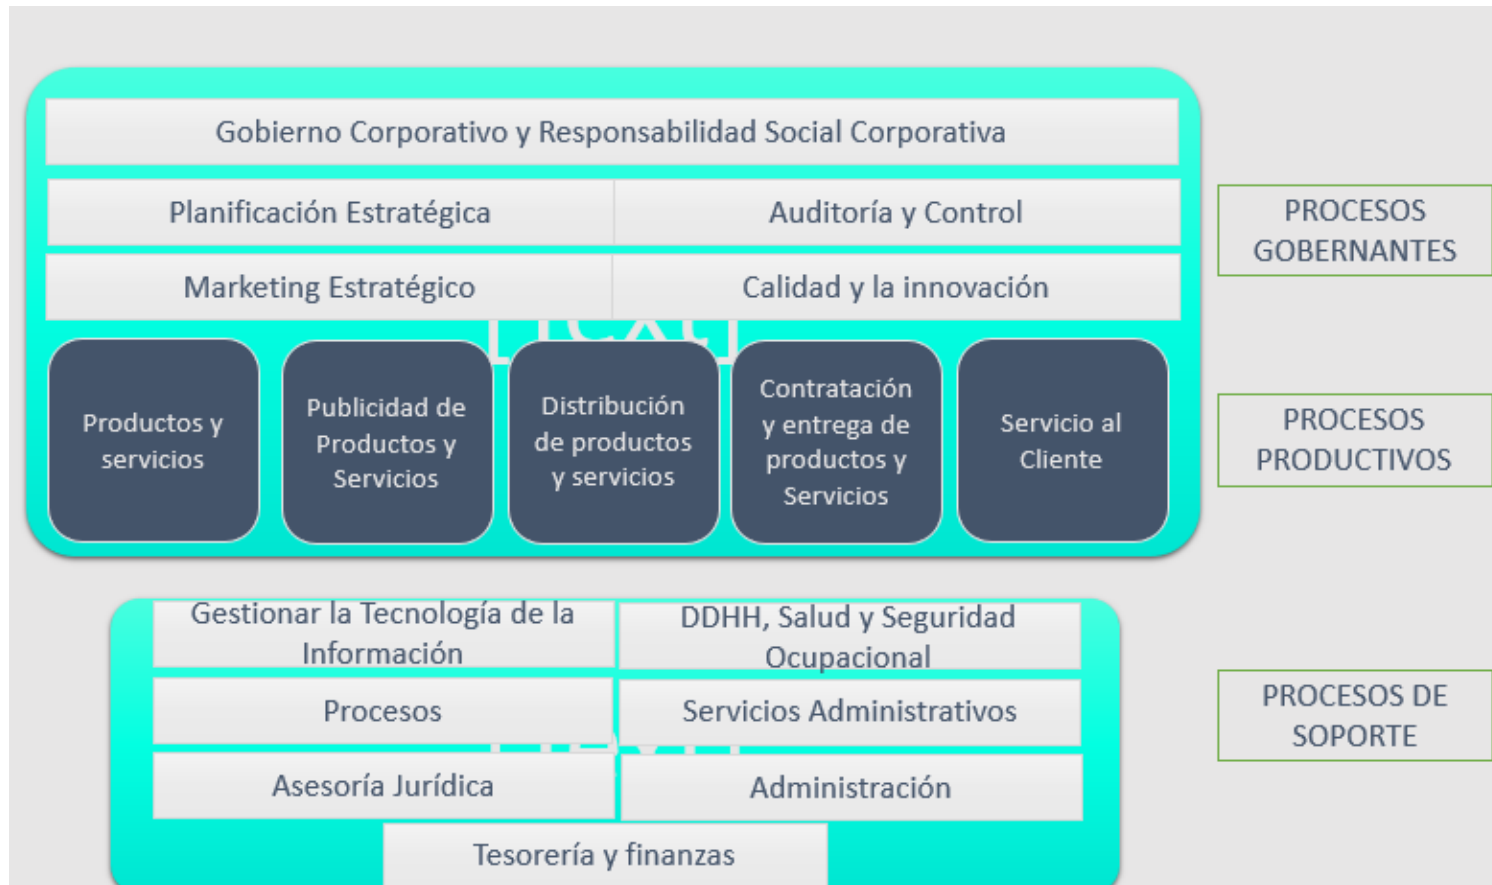 Gobierno Corporativo y Responsabilidad Social Corporativa
Planificación Estratégica
Auditoría y Control
Marketing Estratégico
Calidad y la innovación
PROCESOS
GOBERNANTES
Productos y
servicios
Publicidad de
Productos y
Servicios
Distribución
de productos
y servicios
Contratación
y entrega de
productos y
Servicios
Servicio al
Cliente
PROCESOS
PRODUCTIVOS
Gestionar la Tecnología de la
Información
DDHH, Salud y Seguridad
Ocupacional
Procesos
Servicios Administrativos
Asesoría Jurídica
Administración
Tesorería y finanzas
PROCESOS DE
SOPORTE